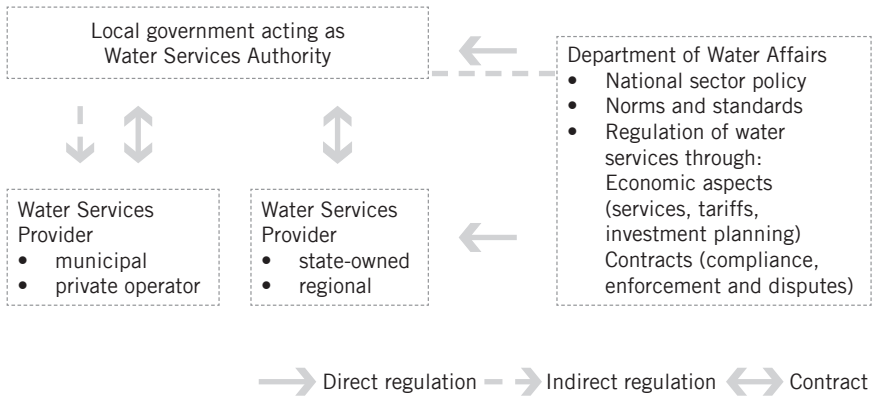 Local government acting as
Water Services Authority
Department of Water Affairs
• National sector policy
• Norms and standards
• Regulation of water
services through:
Economic aspects
(services, tariffs,
investment planning)
Contracts (compliance,
enforcement and disputes)
Water Services
Provider
• municipal
• private operator
Water Services
Provider
• state-owned
• regional
Direct regulation
Indirect regulation
Contract